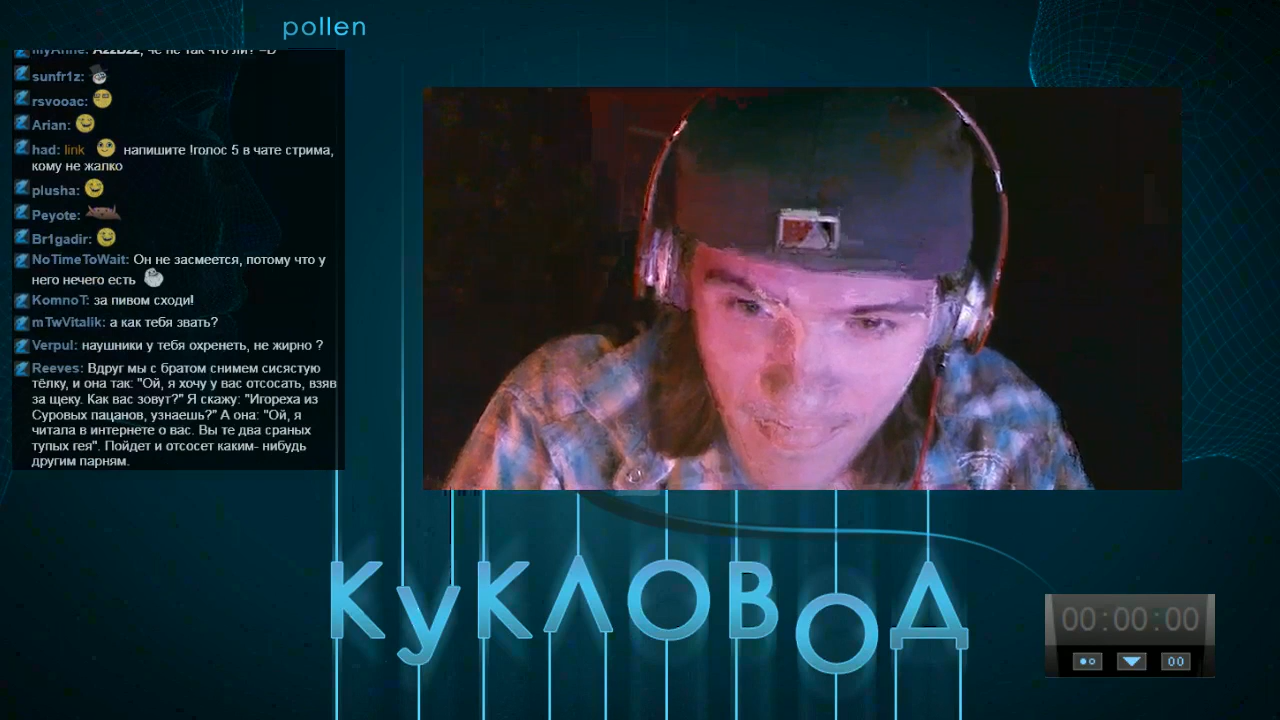 pollen
A22B22, че не так что ли? =D
sunfr1z:
rsvooac:
Arian:
had: link напишите !голос 5 в чате стрима,
кому не жалко
plusha:
Peyote:
Br1gadir:
NoTimeToWait: Он не засмеется, потому что у
него нечего есть
KomnoT: за пивом сходи!
mTwVitalik: а как тебя звать?
Verpul: наушники у тебя охренеть, не жирно ?
Reeves: Вдруг мы с братом снимем сисястую
тёлку, и она так: "Ой, я хочу у вас отсосать, взяв
за щеку. Как вас зовут?" Я скажу: "Игореха из
Суровых пацанов, узнаешь?" А она: "Ой, я
читала в интернете о вас. Вы те два сраных
тупых гея". Пойдет и отсосет каким- нибудь
другим парням.
КУКЛОВОД
00:00:00
00